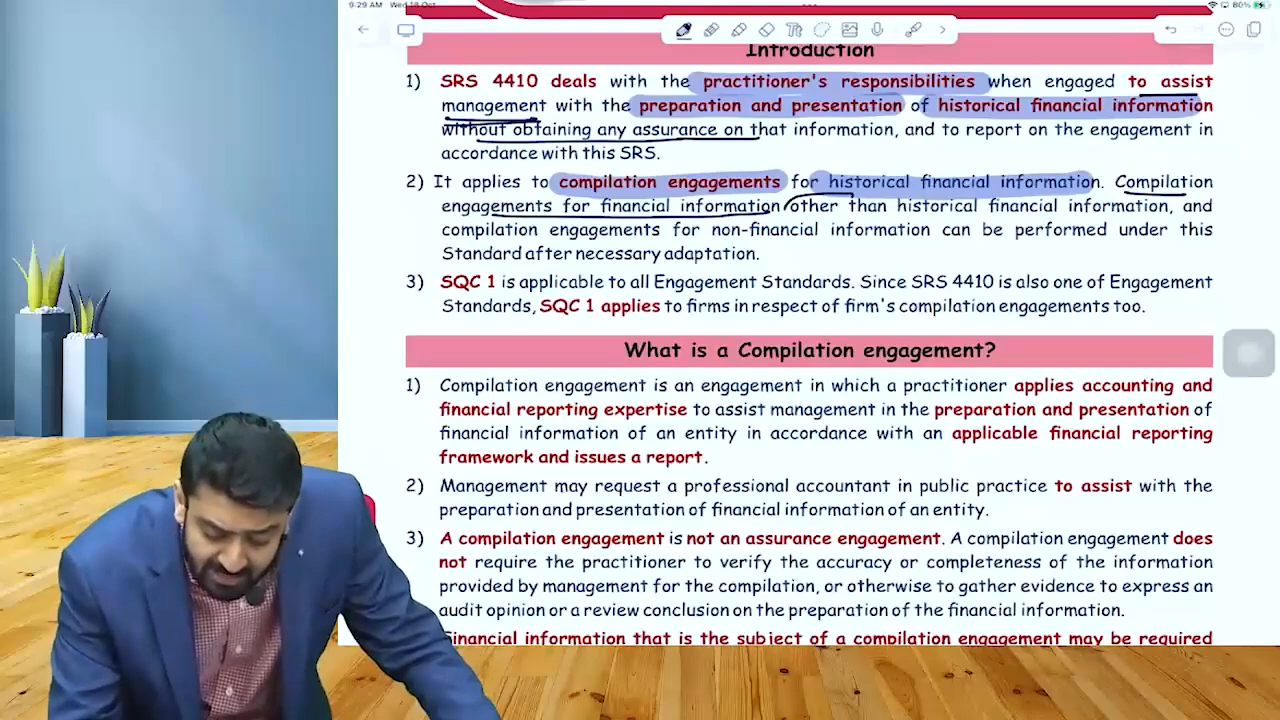 9:29 AM Wed 18 Oct
80%
Introduction
1) SRS 4410 deals with the practitioner's responsibilities when engaged to assist
management with the preparation and presentation of historical financial information
without obtaining any assurance on that information, and to report on the engagement in
accordance with this SRS.
2) It applies to compilation engagements for historical financial information. Compilation
engagements for financial information other than historical financial information, and
compilation engagements for non-financial information can be performed under this
Standard after necessary adaptation.
3) SQC 1 is applicable to all Engagement Standards. Since SRS 4410 is also one of Engagement
Standards, SQC 1 applies to firms in respect of firm's compilation engagements too.
What is a Compilation engagement?
1) Compilation engagement is an engagement in which a practitioner applies accounting and
financial reporting expertise to assist management in the preparation and presentation of
financial information of an entity in accordance with an applicable financial reporting
framework and issues a report.
2) Management may request a professional accountant in public practice to assist with the
preparation and presentation of financial information of an entity.
3) A compilation engagement is not an assurance engagement. A compilation engagement does
not require the practitioner to verify the accuracy or completeness of the information
provided by management for the compilation, or otherwise to gather evidence to express an
audit opinion or a review conclusion on the preparation of the financial information.
Financial information that is the subject of a compilation engagement may be required